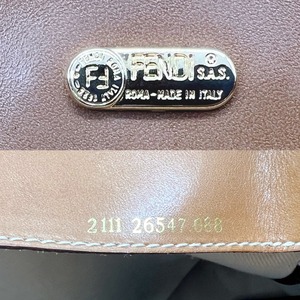 FENDI S.A.S.
ROMA-MADE IN ITALY
2111 26547.088